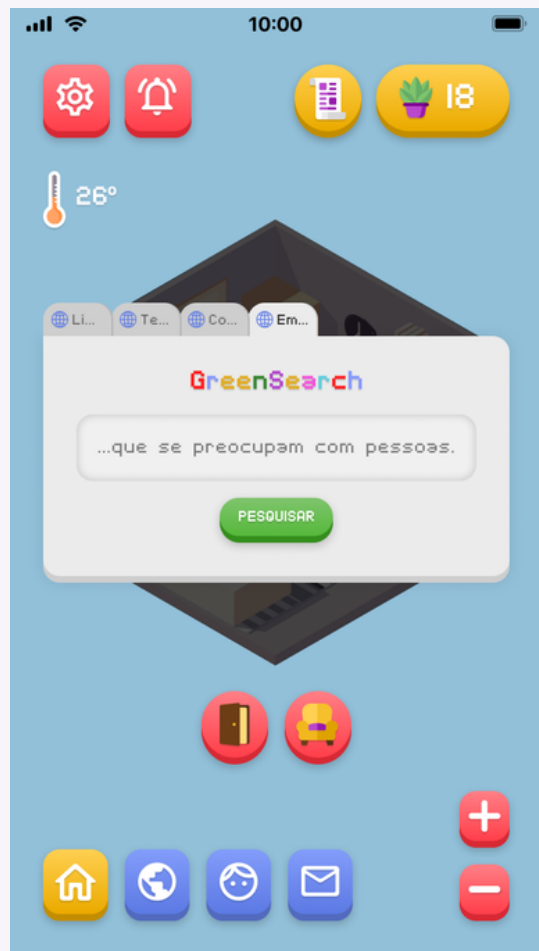 10:00
18
26°
Li... Te... Co... Em...
GreenSearch
...que se preocupam com pessoas.
PESQUISAR